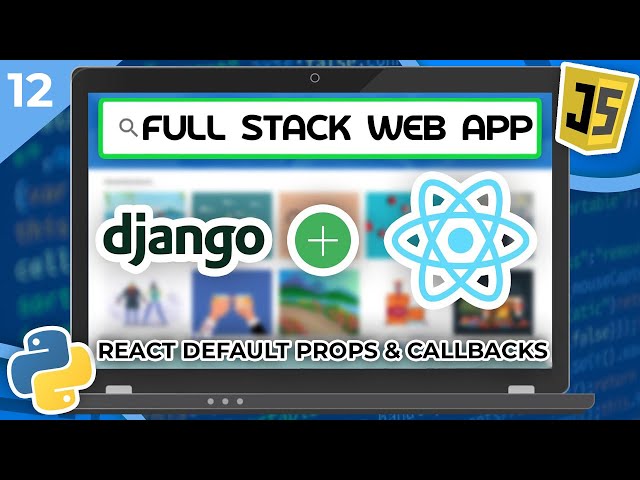 12
JS
FULL STACK WEB APP
django
REACT DEFAULT PROPS & CALLBACKS